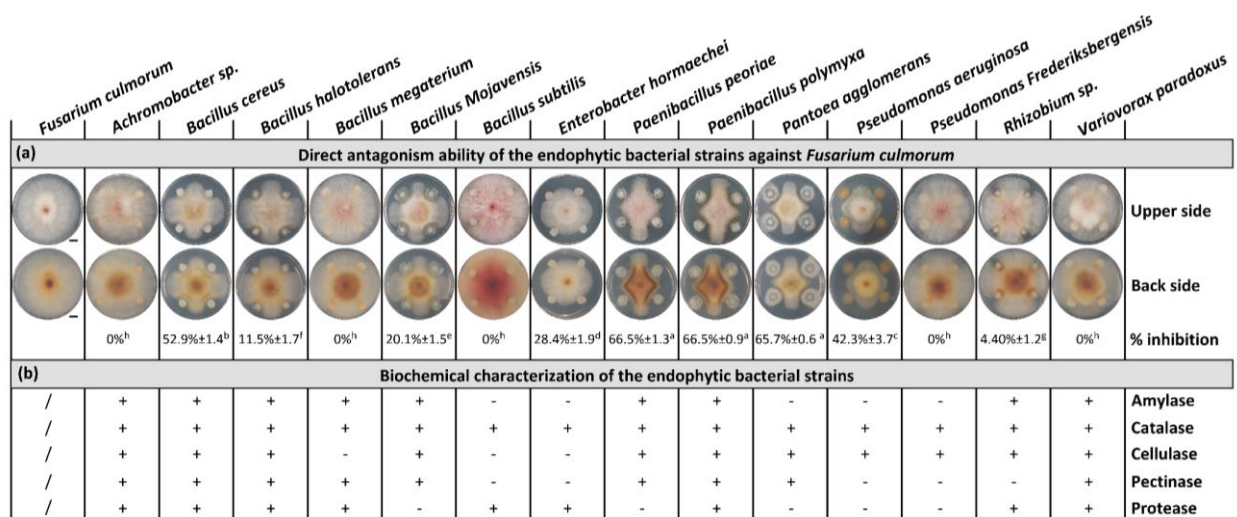 Fusarium culmorum
Achromobacter sp.
Bacillus cereus
Bacillus halotolerans
Bacillus megaterium
Bacillus Mojavensis
Bacillus subtilis
Enterobacter hormaechei
Paenibacillus peoriae
Paenibacillus polymyxa
Pantoea agglomerans
Pseudomonas aeruginosa
Pseudomonas Frederiksbergensis
Rhizobium sp.
Variovorax paradoxus
(a) Direct antagonism ability of the endophytic bacterial strains against Fusarium culmorum
Upper side
Back side
0%h 52.9%±1.4b 11.5%±1.7f 0%h 20.1%±1.5e 0%h 28.4%±1.9d 66.5%±1.3a 66.5%±0.9a 65.7%±0.6 a 42.3%±3.7c 0%h 4.40%±1.2g 0%h % inhibition
(b) Biochemical characterization of the endophytic bacterial strains
/ + + + + + - - + + - - - + + Amylase
/ + + + + + + + + + + + + + + Catalase
/ + + + - + - - + + + + + + + Cellulase
/ + + + + + - - + + + - - - + Pectinase
/ + + + + - + + - + - - - + + Protease